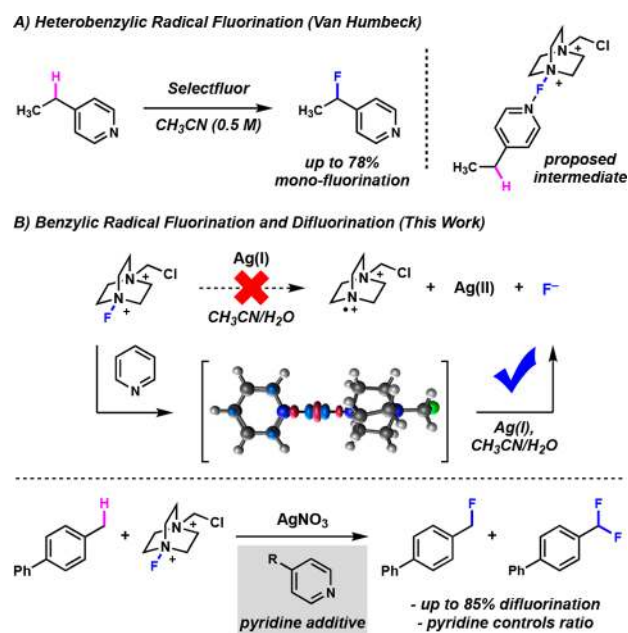 A) Heterobenzylic Radical Fluorination (Van Humbeck)
H
H₃C
N
Selectfluor
CH₃CN (0.5 M)
F
H₃C
N
up to 78%
mono-fluorination
N
+
Cl
N
+
F
N
H₃C
H
proposed
intermediate
B) Benzylic Radical Fluorination and Difluorination (This Work)
N
+
Cl
N
+
F
Ag(I)
CH₃CN/H₂O
N
+
Cl
N
•+
+ Ag(II) + F⁻
N
Ag(I),
CH₃CN/H₂O
H
Ph
+
N
+
Cl
N
+
F
AgNO₃
R
N
pyridine additive
F
Ph
+
F
F
Ph
- up to 85% difluorination
- pyridine controls ratio